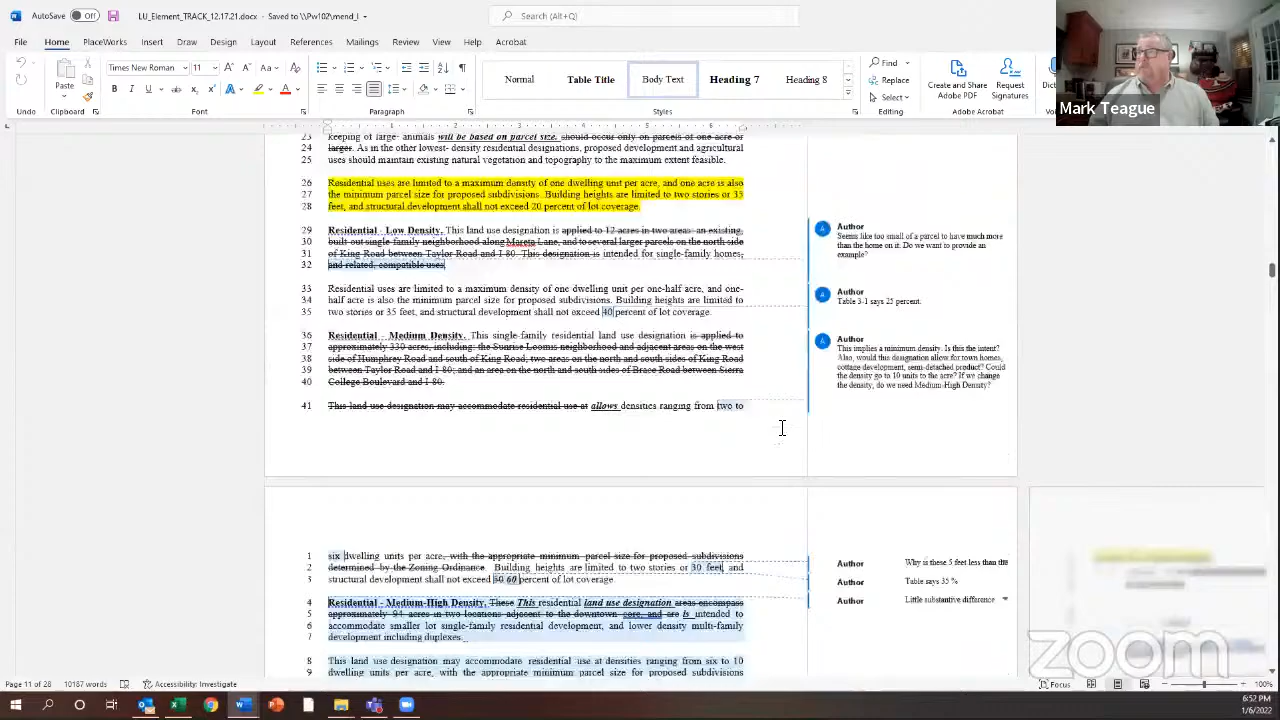 AutoSave Off LU_Element_TRACK_12.17.21.docx - Saved to \\Pw102\mend_l Search (Alt+Q)
File Home PlaceWorks Insert Draw Design Layout References Mailings Review View Help Acrobat
Times New Roman
Paste
Normal Table Title Body Text Heading 7 Heading 8
Find
Replace
Select
Create and Share Adobe PDF
Request Signatures
Undo Clipboard Font Paragraph Styles Editing Adobe Acrobat
Mark Teague
23 keeping of large animals will be based on parcel size. should occur only on parcels of one acre or
24 larger. As in the other lowest- density residential designations, proposed development and agricultural
25 uses should maintain existing natural vegetation and topography to the maximum extent feasible.
26 Residential uses are limited to a maximum density of one dwelling unit per acre, and one acre is also
27 the minimum parcel size for proposed subdivisions. Building heights are limited to two stories or 35
28 feet, and structural development shall not exceed 20 percent of lot coverage.
29 Residential - Low Density. This land use designation is applied to 12 acres in two areas: an existing,
30 built-out single-family neighborhood along Mareta Lane, and to several larger parcels on the north side
31 of King Road between Taylor Road and I-80. This designation is intended for single-family homes,
32 and related, compatible uses
33 Residential uses are limited to a maximum density of two dwelling units per one-half acre, and one-
34 half acre is also the minimum parcel size for proposed subdivisions. Building heights are limited to
35 two stories or 35 feet, and structural development shall not exceed 40 percent of lot coverage.
36 Residential - Medium Density. This single-family residential land use designation is applied to
37 approximately 330 acres, including: the Sunrise Loomis neighborhood and adjacent areas on the west
38 side of Humphrey Road and south of King Road; two areas on the north and south sides of King Road
39 between Taylor Road and I-80; and an area on the north and south sides of Brace Road between Sierra
40 College Boulevard and I-80.
41 This land use designation may accommodate residential use at allows densities ranging from two to
Author
Seems like too small of a parcel to have much more
than the home on it. Do we want to provide an
example?
Author
Table 3-1 says 25 percent.
Author
This implies a minimum density. Is this the intent?
Also, would this designation allow for town homes,
cottage development, semi-detached product? Could
the density go to 10 units to the acre? If we change
the density, do we need Medium-High Density?
1 six dwelling units per acre, with the appropriate minimum parcel size for proposed subdivisions
2 determined by the Zoning Ordinance. Building heights are limited to two stories or 30 feet, and
3 structural development shall not exceed 50 60 percent of lot coverage.
4 Residential - Medium-High Density. These This residential land use designation areas encompass
5 approximately 94 acres in two locations adjacent to the downtown core, and are is intended to
6 accommodate smaller lot single-family residential development, and lower density multi-family
7 development including duplexes.
8 This land use designation may accommodate residential use at densities ranging from six to 10
9 dwelling units per acre, with the appropriate minimum parcel size for proposed subdivisions
Author Why is these 5 feet less than the
Author Table says 35 %
Author Little substantive difference
zoom
Page 11 of 28 10187 words Accessibility: Investigate Focus 100%
6:52 PM
1/6/2022